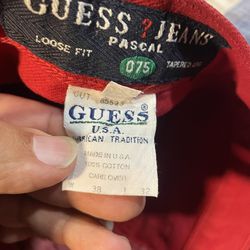 GUESS ? JEANS
PASCAL
LOOSE FIT
075
TAPERED LEG
CUT
GUESS®
U.S.A.
AMERICAN TRADITION
MADE IN U.S.A.
100% COTTON
CARE OVER
W 38 L 32